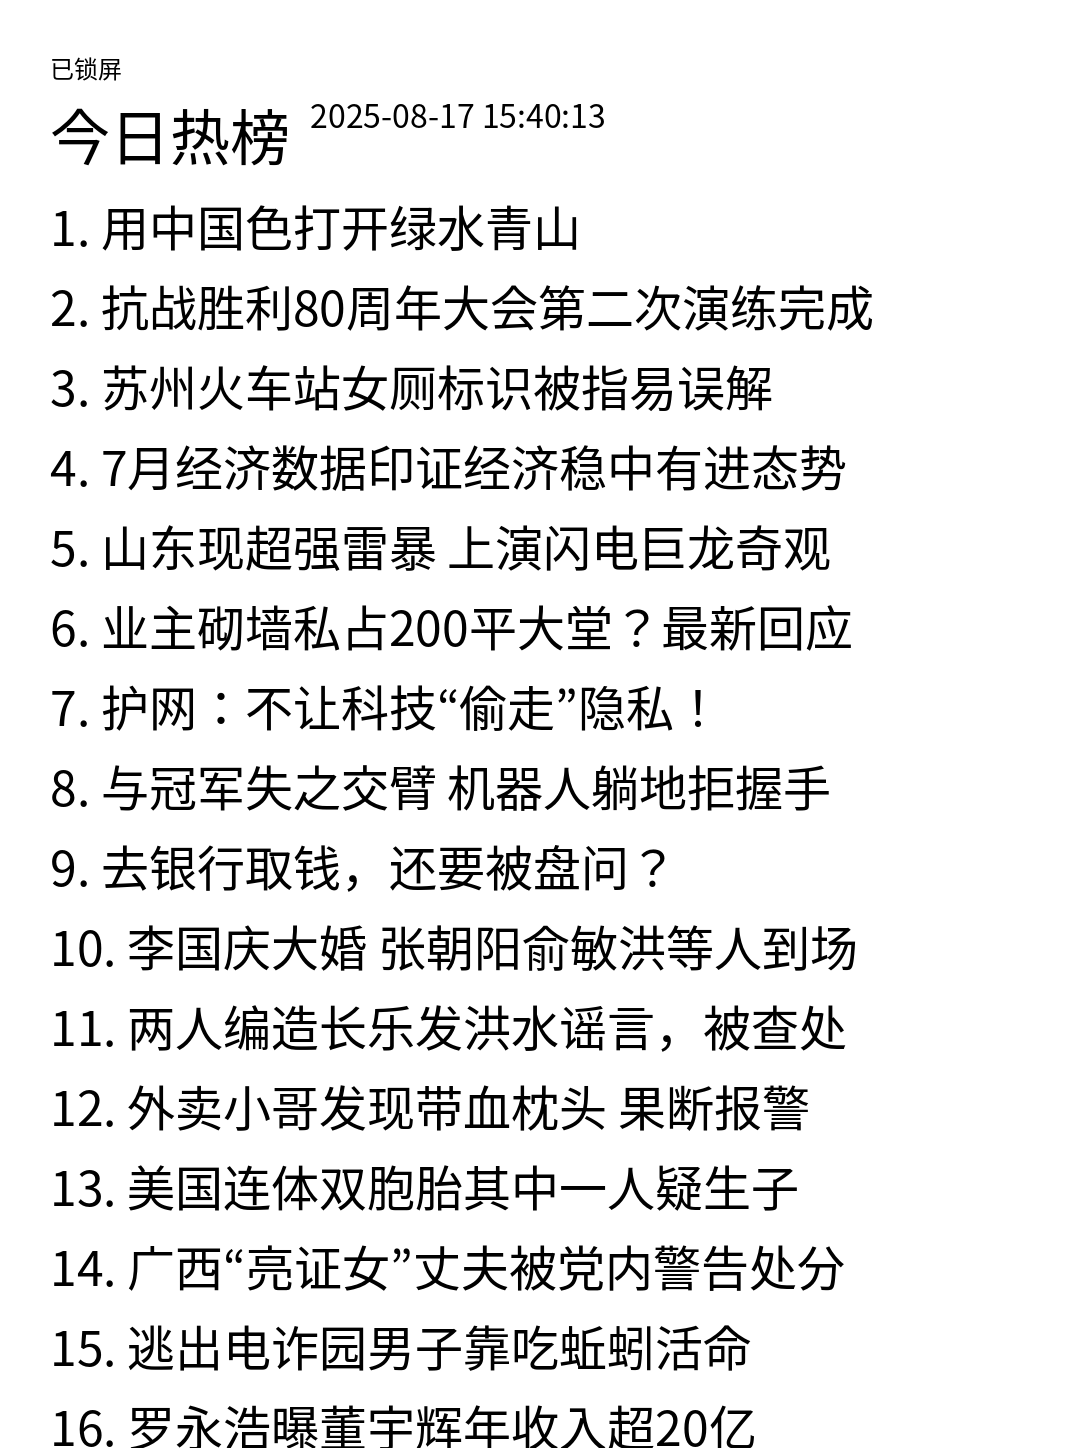 已锁屏
今日热榜 2025-08-17 15:40:13
1. 用中国色打开绿水青山
2. 抗战胜利80周年大会第二次演练完成
3. 苏州火车站女厕标识被指易误解
4. 7月经济数据印证经济稳中有进态势
5. 山东现超强雷暴 上演闪电巨龙奇观
6. 业主砌墙私占200平大堂？最新回应
7. 护网：不让科技“偷走”隐私！
8. 与冠军失之交臂 机器人躺地拒握手
9. 去银行取钱，还要被盘问？
10. 李国庆大婚 张朝阳俞敏洪等人到场
11. 两人编造长乐发洪水谣言，被查处
12. 外卖小哥发现带血枕头 果断报警
13. 美国连体双胞胎其中一人疑生子
14. 广西“亮证女”丈夫被党内警告处分
15. 逃出电诈园男子靠吃蚯蚓活命
16. 罗永浩曝董宇辉年收入超20亿